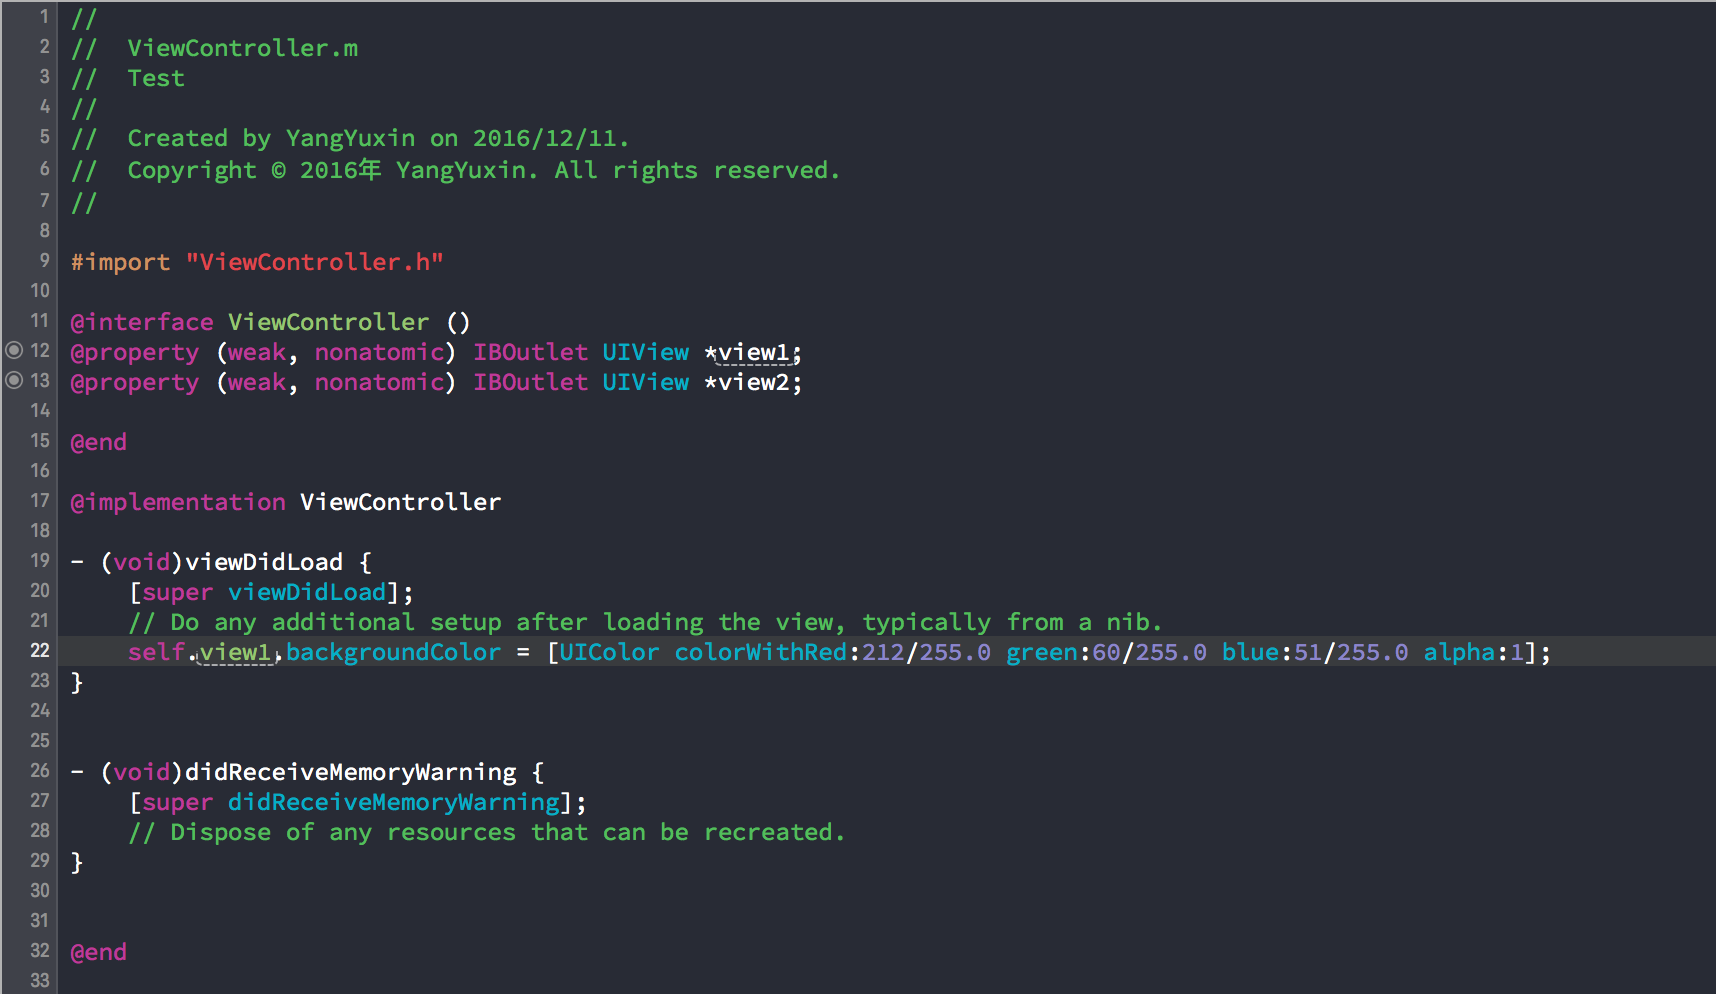 1 //
2 //  ViewController.m
3 //  Test
4 //
5 //  Created by YangYuxin on 2016/12/11.
6 //  Copyright © 2016年 YangYuxin. All rights reserved.
7 //
8
9 #import "ViewController.h"
10
11 @interface ViewController ()
12 @property (weak, nonatomic) IBOutlet UIView *view1;
13 @property (weak, nonatomic) IBOutlet UIView *view2;
14
15 @end
16
17 @implementation ViewController
18
19 - (void)viewDidLoad {
20     [super viewDidLoad];
21     // Do any additional setup after loading the view, typically from a nib.
22     self.view1.backgroundColor = [UIColor colorWithRed:212/255.0 green:60/255.0 blue:51/255.0 alpha:1];
23 }
24
25
26 - (void)didReceiveMemoryWarning {
27     [super didReceiveMemoryWarning];
28     // Dispose of any resources that can be recreated.
29 }
30
31
32 @end
33